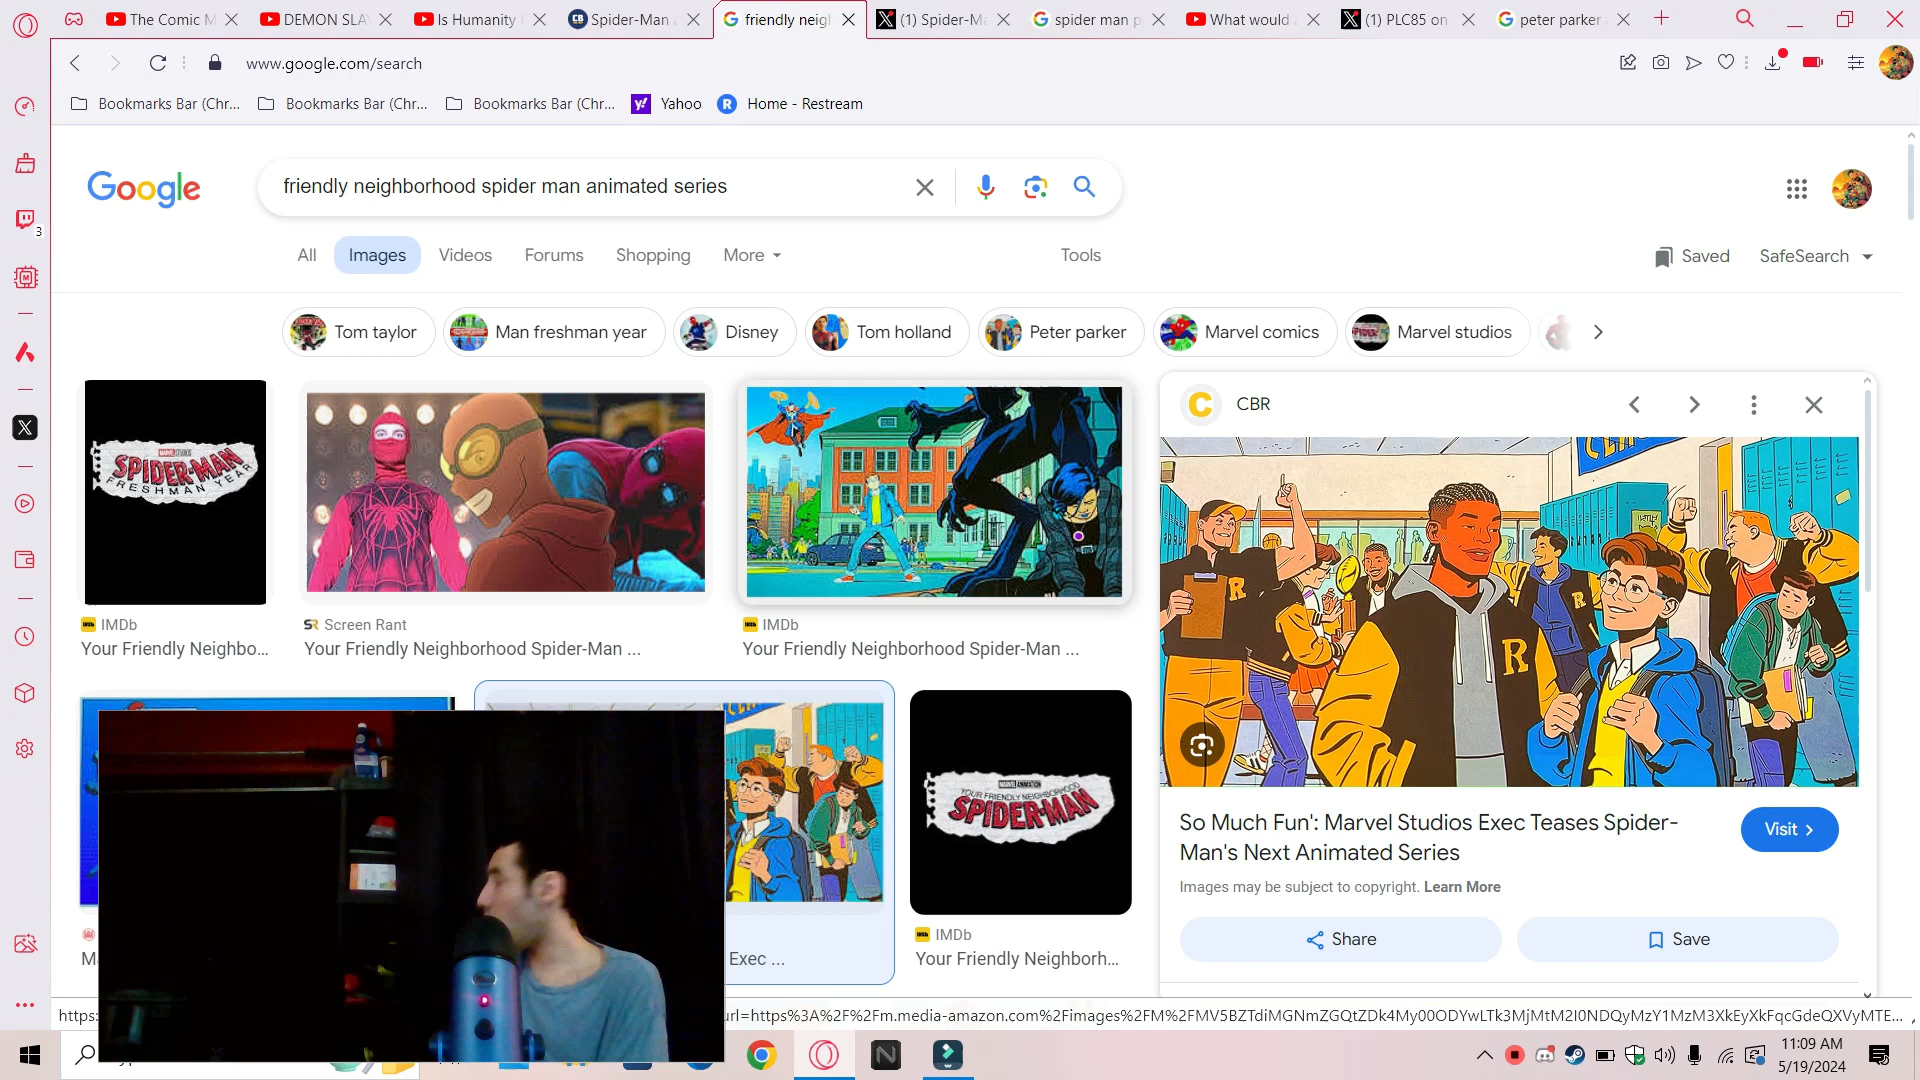 The Comic M
DEMON SLA
Is Humanity
Spider-Man a
friendly neigh
(1) Spider-Ma
spider man p
What would
(1) PLC85 on
peter parker
www.google.com/search
Bookmarks Bar (Chr...
Bookmarks Bar (Chr...
Bookmarks Bar (Chr...
Yahoo
Home - Restream
Google
friendly neighborhood spider man animated series
All
Images
Videos
Forums
Shopping
More
Tools
Saved
SafeSearch
3
Tom taylor
Man freshman year
Disney
Tom holland
Peter parker
Marvel comics
Marvel studios
CBR
MARVEL STUDIOS
SPIDER-MAN
FRESHMAN YEAR
IMDb
Your Friendly Neighbo...
Screen Rant
Your Friendly Neighborhood Spider-Man ...
IMDb
Your Friendly Neighborhood Spider-Man ...
R
R
R
So Much Fun': Marvel Studios Exec Teases Spider-
Man's Next Animated Series
Visit
Images may be subject to copyright. Learn More
Share
Save
YOUR FRIENDLY NEIGHBORHOOD
SPIDER-MAN
Exec ...
IMDb
Your Friendly Neighborh...
https:
url=https%3A%2F%2Fm.media-amazon.com%2Fimages%2FM%2FMV5BZTdiMGNmZGQtZDk4My00ODYwLTk3MjMtM2I0NDQyMzY1MzM3XkEyXkFqcGdeQXVyMTE...
11:09 AM
5/19/2024